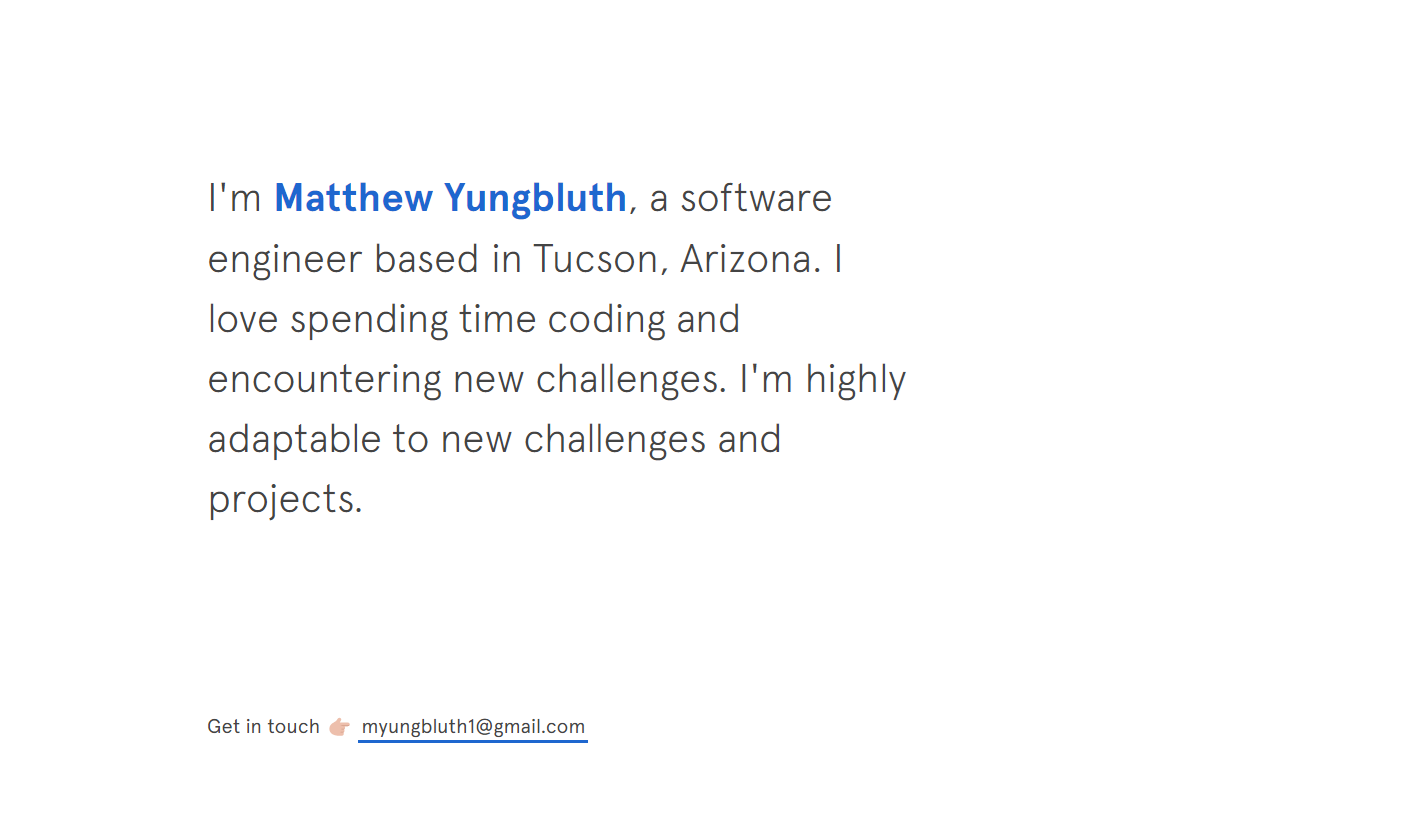 I'm Matthew Yungbluth, a software
engineer based in Tucson, Arizona. I
love spending time coding and
encountering new challenges. I'm highly
adaptable to new challenges and
projects.
Get in touch 👉🏼 myungbluth1@gmail.com